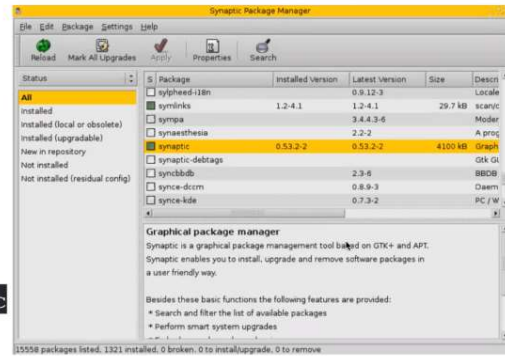 Synaptic Package Manager
File Edit Package Settings Help
Reload Mark All Upgrades Apply Properties Search
Status
All
Installed
Installed (local or obsolete)
Installed (upgradable)
New in repository
Not installed
Not installed (residual config)
S Package Installed Version Latest Version Size Descri
sylpheed-i18n 0.9.12-3 Locale
symlinks 1.2-4.1 1.2-4.1 29.7 kB scan/c
sympa 3.4.4.3-6 Moder
synaesthesia 2.2-2 A prog
synaptic 0.53.2-2 0.53.2-2 4100 kB Graph
synaptic-debtags Gtk GU
syncbbdb 2.3-6 BBDB
synce-dccm 0.8.9-3 Daem
synce-kde 0.7.3-2 PC / W
Graphical package manager
Synaptic is a graphical package management tool based on GTK+ and APT.
Synaptic enables you to install, upgrade and remove software packages in
a user friendly way.
Besides these basic functions the following features are provided:
* Search and filter the list of available packages
* Perform smart system upgrades
c
15558 packages listed, 1321 installed, 0 broken. 0 to install/upgrade, 0 to remove